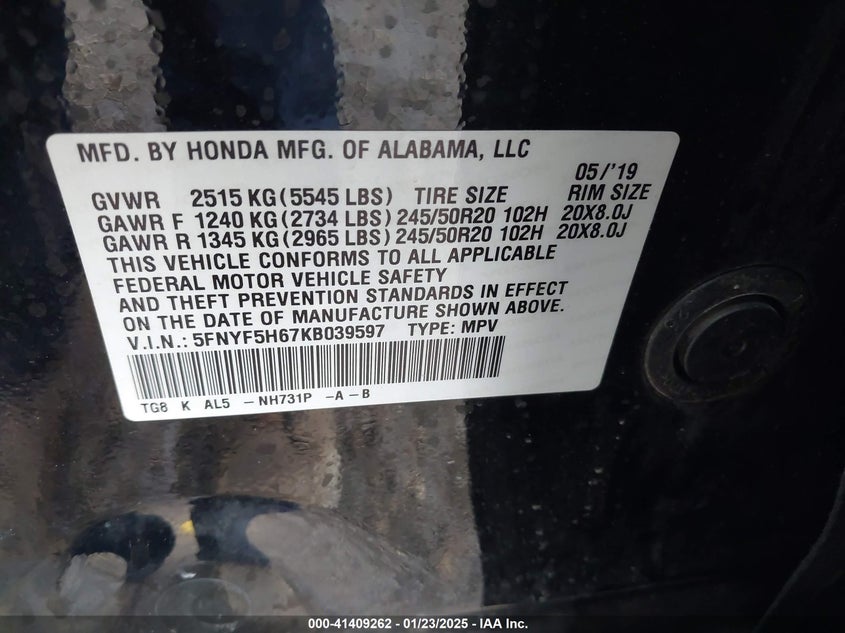 MFD. BY HONDA MFG. OF ALABAMA, LLC
05/'19
GVWR 2515 KG (5545 LBS) TIRE SIZE RIM SIZE
GAWR F 1240 KG (2734 LBS) 245/50R20 102H 20X8.0J
GAWR R 1345 KG (2965 LBS) 245/50R20 102H 20X8.0J
THIS VEHICLE CONFORMS TO ALL APPLICABLE
FEDERAL MOTOR VEHICLE SAFETY
AND THEFT PREVENTION STANDARDS IN EFFECT
ON THE DATE OF MANUFACTURE SHOWN ABOVE.
V.I.N.: 5FNYF5H67KB039597 TYPE: MPV
TG8 K AL5 -NH731P -A-B
000-41409262 - 01/23/2025 - IAA Inc.